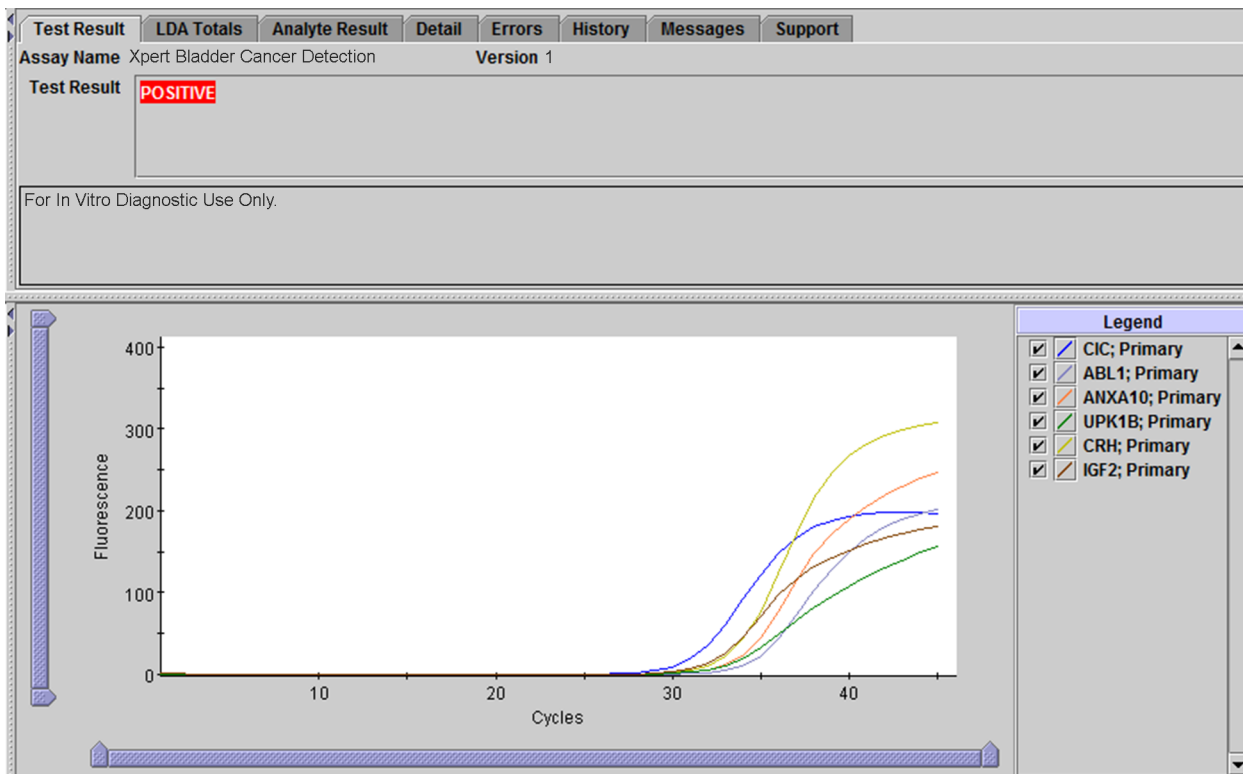 Test Result LDA Totals Analyte Result Detail Errors History Messages Support
Assay Name Xpert Bladder Cancer Detection Version 1
Test Result POSITIVE
For In Vitro Diagnostic Use Only.
400
300
200
100
0
Fluorescence
10 20 30 40
Cycles
Legend
CIC; Primary
ABL1; Primary
ANXA10; Primary
UPK1B; Primary
CRH; Primary
IGF2; Primary